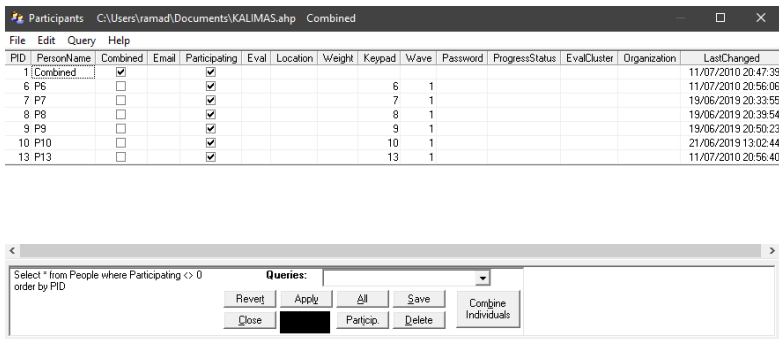 Participants C:\Users\ramad\Documents\KALIMAS.ahp Combined
File Edit Query Help
PID PersonName Combined Email Participating Eval Location Weight Keypad Wave Password ProgressStatus EvalCluster Organization LastChanged
1 Combined 11/07/2010 20:47:39
6 P6 6 1 11/07/2010 20:56:06
7 P7 7 1 19/06/2019 20:33:55
8 P8 8 1 19/06/2019 20:39:54
9 P9 9 1 19/06/2019 20:50:23
10 P10 10 1 21/06/2019 13:02:44
13 P13 13 1 11/07/2010 20:56:40
Select * from People where Participating <> 0
order by PID
Queries:
Revert Apply All Save
Close Particip. Delete
Combine
Individuals